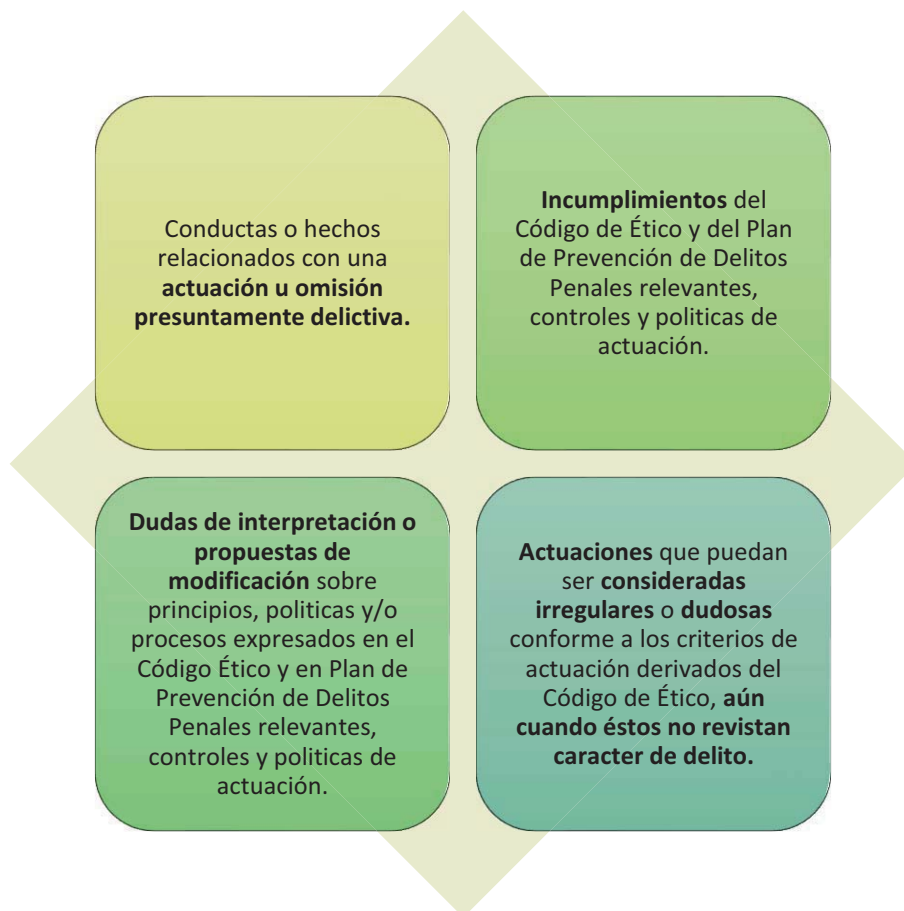 Conductas o hechos
relacionados con una
actuación u omisión
presuntamente delictiva.
Incumplimientos del
Código de Ético y del Plan
de Prevención de Delitos
Penales relevantes,
controles y politicas de
actuación.
Dudas de interpretación o
propuestas de
modificación sobre
principios, politicas y/o
procesos expresados en el
Código Ético y en Plan de
Prevención de Delitos
Penales relevantes,
controles y politicas de
actuación.
Actuaciones que puedan
ser consideradas
irregulares o dudosas
conforme a los criterios de
actuación derivados del
Código de Ético, aún
cuando éstos no revistan
caracter de delito.